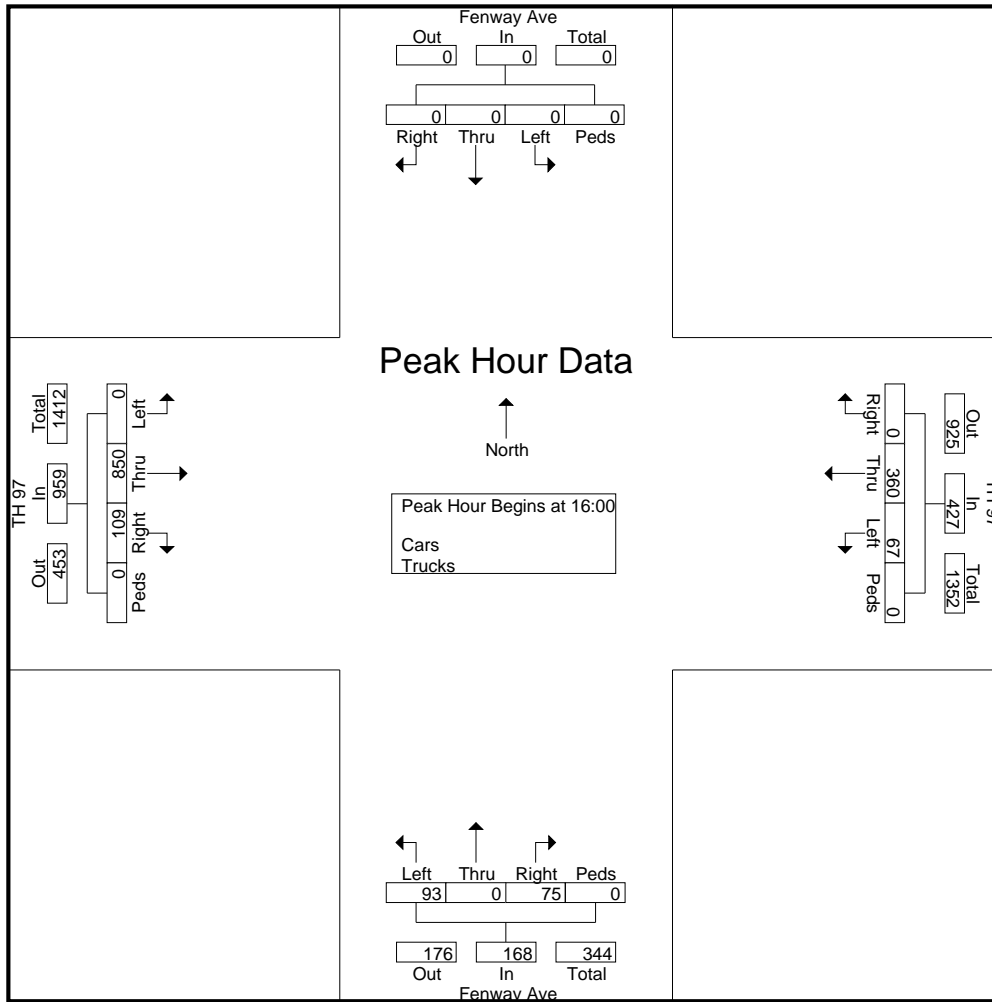 Fenway Ave
Out In Total
0 0 0
0 0 0 0
Right Thru Left Peds
Peak Hour Data
North
Peak Hour Begins at 16:00
Cars
Trucks
TH 97
Total In Out
1412 959 453
0 850 109 0
Left Thru Right Peds
Right Thru Left Peds
0 360 67 0
Out In Total
925 427 1352
TH 97
Left Thru Right Peds
93 0 75 0
176 168 344
Out In Total
Fenway Ave